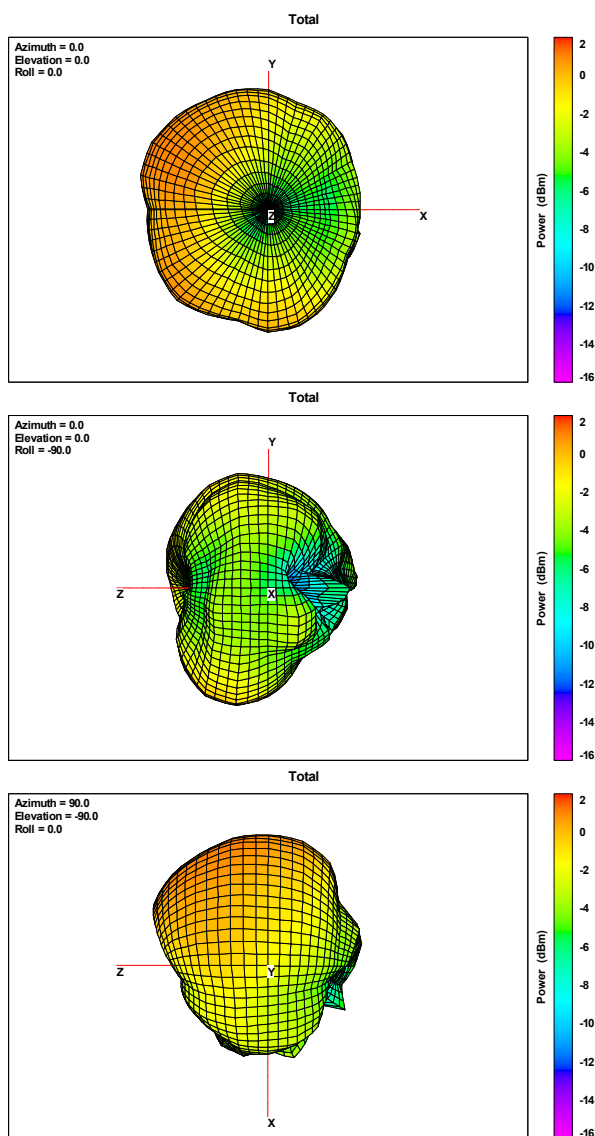 Total
Azimuth = 0.0
Elevation = 0.0
Roll = 0.0
Y
Z
X
2
0
-2
-4
-6
-8
-10
-12
-14
-16
Power (dBm)
Total
Azimuth = 0.0
Elevation = 0.0
Roll = -90.0
Y
Z
X
2
0
-2
-4
-6
-8
-10
-12
-14
-16
Power (dBm)
Total
Azimuth = 90.0
Elevation = -90.0
Roll = 0.0
Z
Y
X
2
0
-2
-4
-6
-8
-10
-12
-14
-16
Power (dBm)